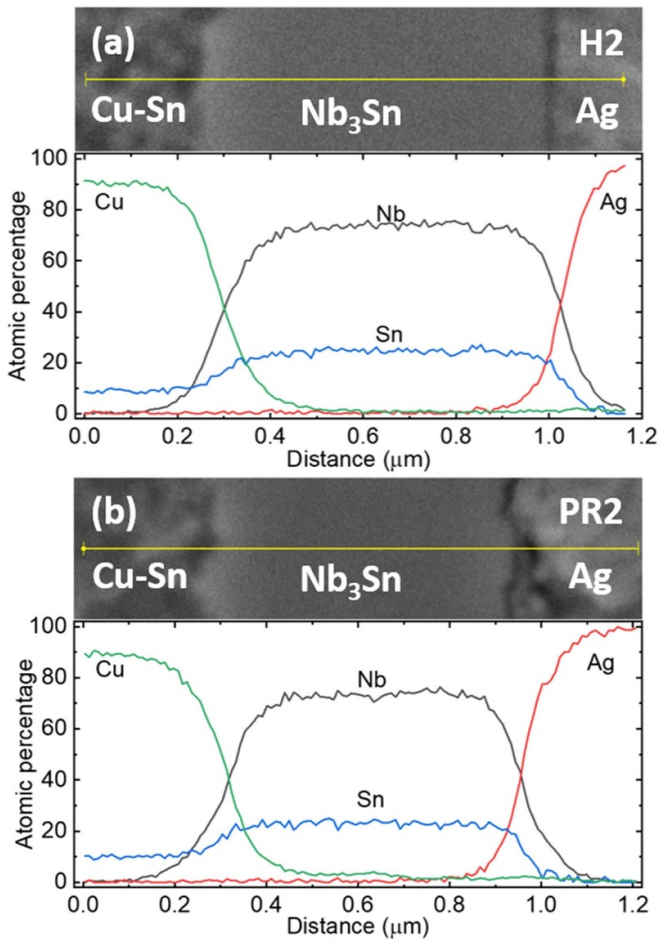 (a) H2
Cu-Sn Nb₃Sn Ag
100
80
60
40
20
0
Atomic percentage
Cu
Nb
Ag
Sn
0.0 0.2 0.4 0.6 0.8 1.0
Distance (μm)
(b) PR2
Cu-Sn Nb₃Sn Ag
100
80
60
40
20
0
Atomic percentage
Cu
Nb
Ag
Sn
0.0 0.2 0.4 0.6 0.8 1.0 1.2
Distance (μm)